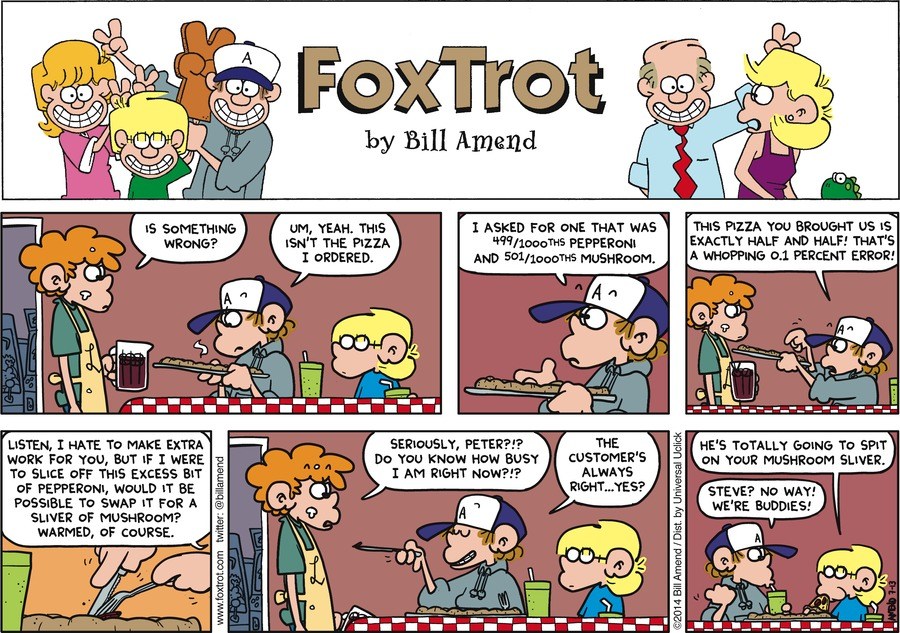 A
FoxTrot
by Bill Amend
IS SOMETHING
WRONG?
UM, YEAH. THIS
ISN'T THE PIZZA
I ORDERED.
A
I ASKED FOR ONE THAT WAS
499/1000THS PEPPERONI
AND 501/1000THS MUSHROOM.
A
THIS PIZZA YOU BROUGHT US IS
EXACTLY HALF AND HALF! THAT'S
A WHOPPING 0.1 PERCENT ERROR!
A
LISTEN, I HATE TO MAKE EXTRA
WORK FOR YOU, BUT IF I WERE
TO SLICE OFF THIS EXCESS BIT
OF PEPPERONI, WOULD IT BE
POSSIBLE TO SWAP IT FOR A
SLIVER OF MUSHROOM?
WARMED, OF COURSE.
www.foxtrot.com twitter: @billamend
SERIOUSLY, PETER?!?
DO YOU KNOW HOW BUSY
I AM RIGHT NOW?!?
THE
CUSTOMER'S
ALWAYS
RIGHT...YES?
A
©2014 Bill Amend / Dist. by Universal Uclick
HE'S TOTALLY GOING TO SPIT
ON YOUR MUSHROOM SLIVER.
STEVE? NO WAY!
WE'RE BUDDIES!
A